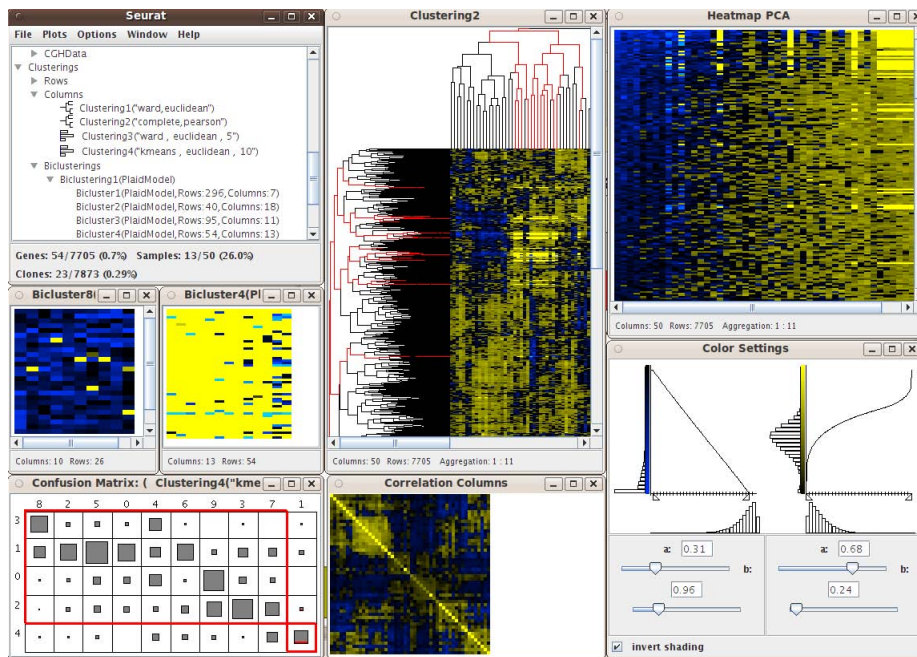 Seurat
File Plots Options Window Help
CGHData
Clusterings
Rows
Columns
Clustering1("ward,euclidean")
Clustering2("complete,pearson")
Clustering3("ward , euclidean , 5")
Clustering4("kmeans , euclidean , 10")
Biclusterings
Biclustering1(PlaidModel)
Bicluster1(PlaidModel,Rows:296,Columns:7)
Bicluster2(PlaidModel,Rows:40,Columns:18)
Bicluster3(PlaidModel,Rows:95,Columns:11)
Bicluster4(PlaidModel,Rows:54,Columns:13)
Genes: 54/7705 (0.7%) Samples: 13/50 (26.0%)
Clones: 23/7873 (0.29%)
Bicluster8(
Columns: 10 Rows: 26
Bicluster4(Pl
Columns: 13 Rows: 54
Clustering2
Columns: 50 Rows: 7705 Aggregation: 1 : 11
Heatmap PCA
Columns: 50 Rows: 7705 Aggregation: 1 : 11
Confusion Matrix: ( Clustering4("kme
8 2 5 0 4 6 9 3 7 1
3
1
0
2
4
Correlation Columns
Color Settings
a: 0.31
b:
0.96
a: 0.68
b:
0.24
invert shading